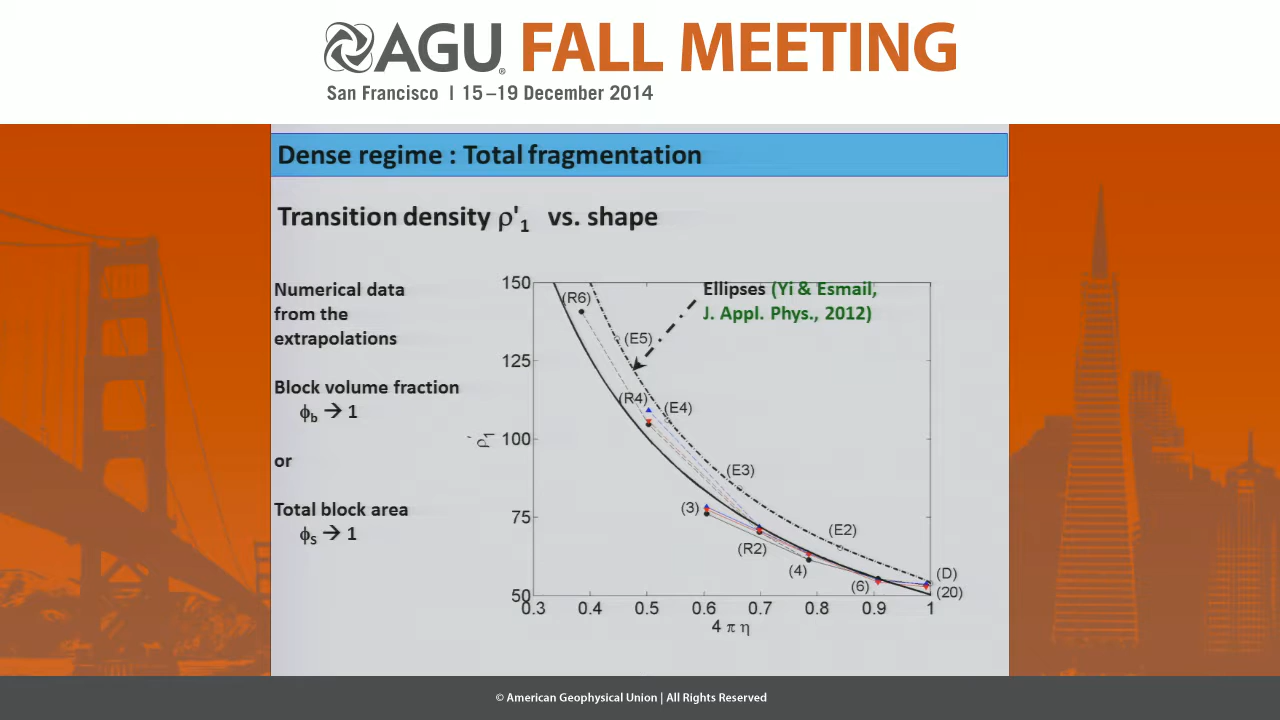 AGU FALL MEETING
San Francisco | 15–19 December 2014
Dense regime : Total fragmentation
Transition density ρ'₁ vs. shape
Numerical data
from the
extrapolations
Block volume fraction
ϕb → 1
or
Total block area
ϕS → 1
Ellipses (Yi & Esmail,
J. Appl. Phys., 2012)
150
125
100
75
50
ρ'₁
(R6)
(E5)
(R4)
(E4)
(E3)
(3)
(R2)
(E2)
(4)
(6)
(D)
(20)
0.3 0.4 0.5 0.6 0.7 0.8 0.9 1
4 π η
© American Geophysical Union | All Rights Reserved